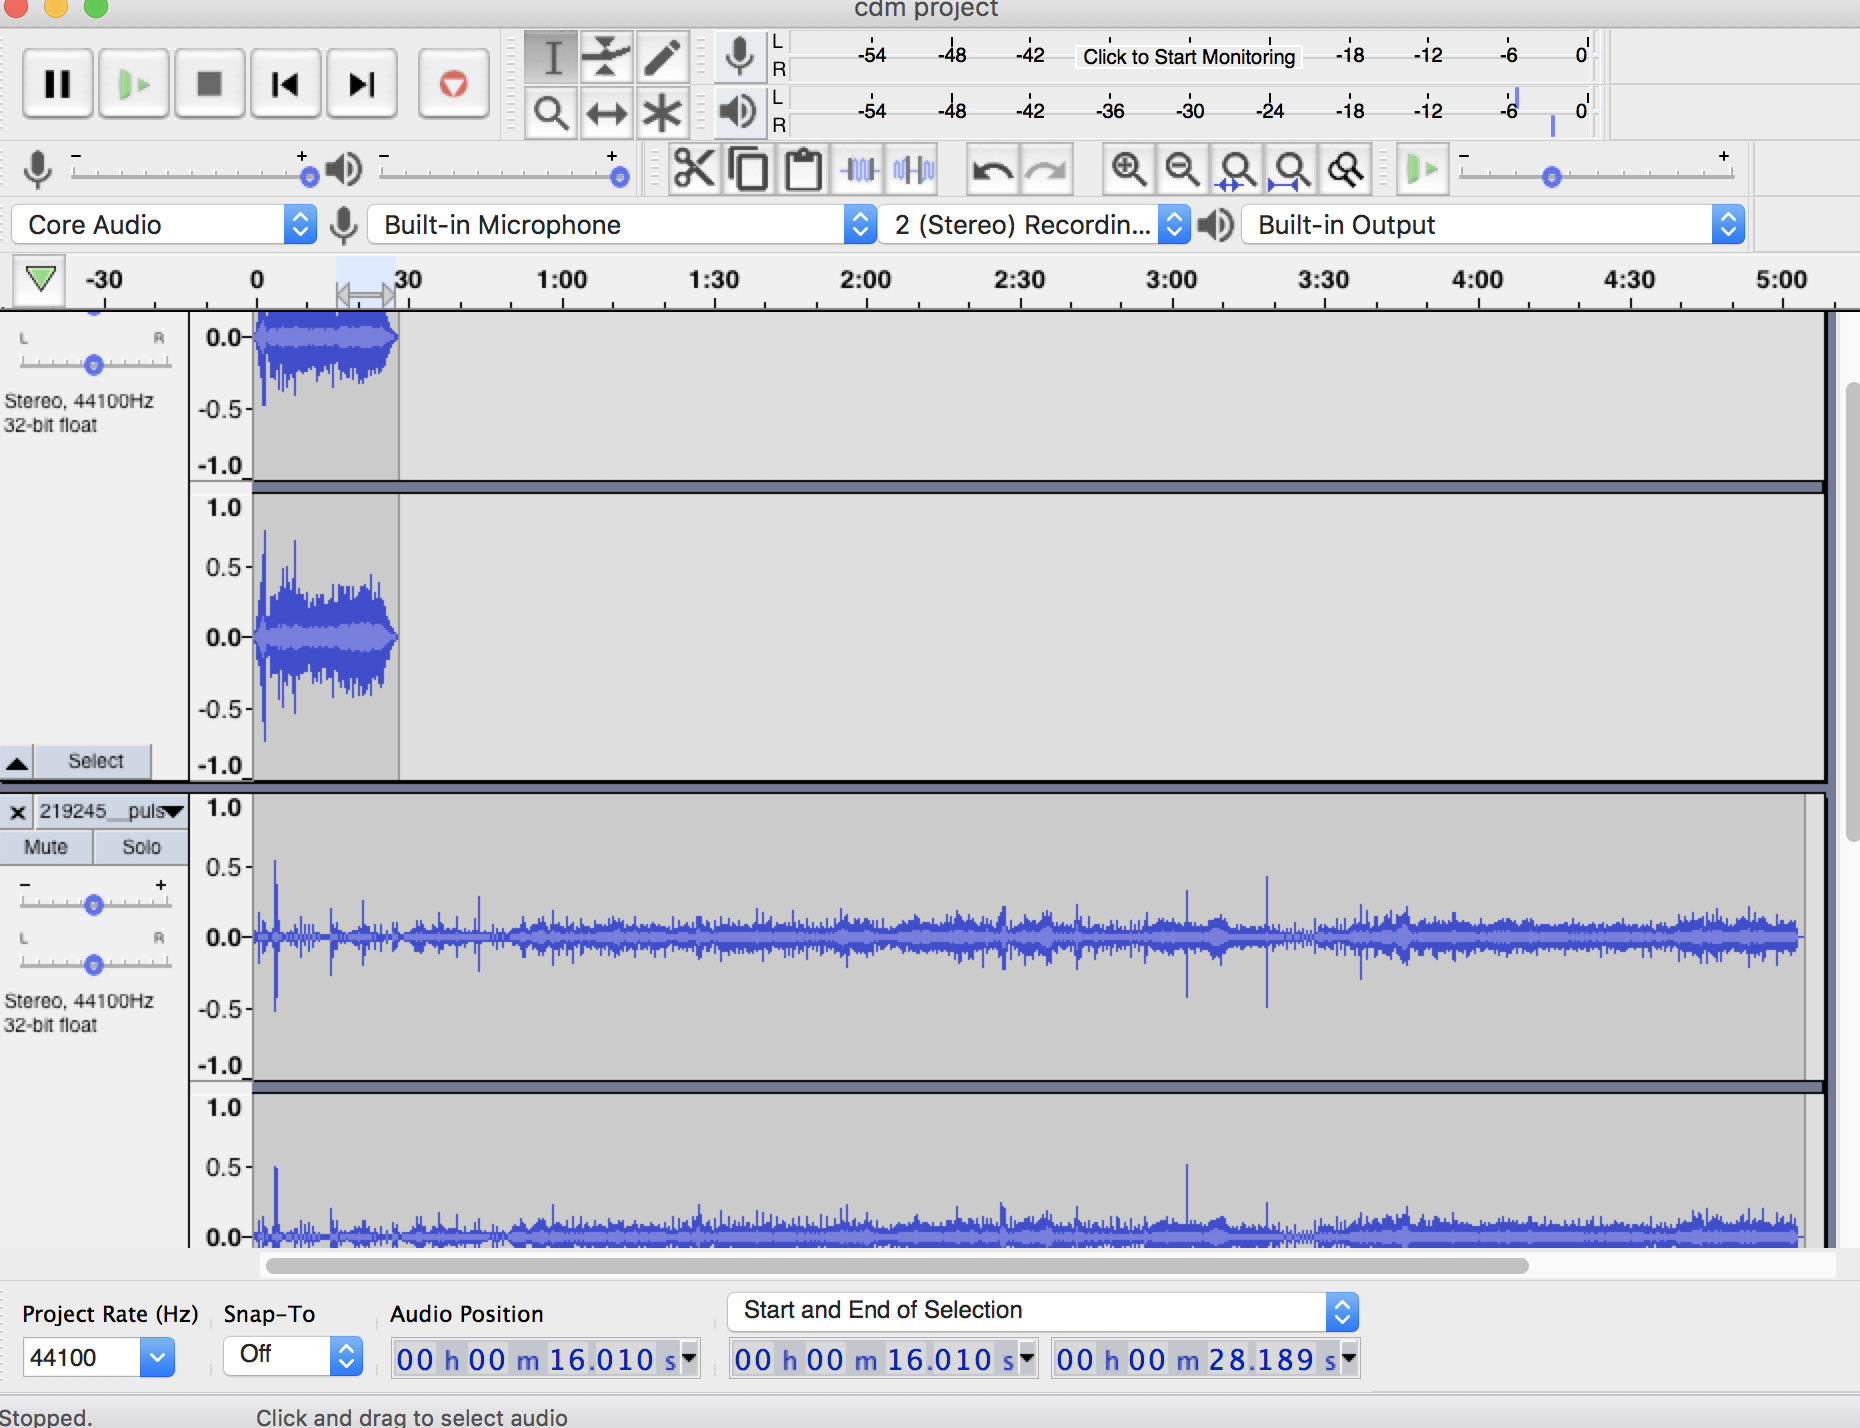 cdm project
L -54 -48 -42 Click to Start Monitoring -18 -12 -6 0
R
L -54 -48 -42 -36 -30 -24 -18 -12 -6 0
R
- + - + - +
Core Audio Built-in Microphone 2 (Stereo) Recordin... Built-in Output
-30 0 30 1:00 1:30 2:00 2:30 3:00 3:30 4:00 4:30 5:00
L R 0.0
Stereo, 44100Hz -0.5
32-bit float
-1.0
1.0
0.5
0.0
-0.5
Select -1.0
x 219245__puls 1.0
Mute Solo
0.5
- +
L R 0.0
Stereo, 44100Hz -0.5
32-bit float
-1.0
1.0
0.5
0.0
Project Rate (Hz) Snap-To Audio Position Start and End of Selection
44100 Off 00 h 00 m 16.010 s 00 h 00 m 16.010 s 00 h 00 m 28.189 s
Stopped. Click and drag to select audio